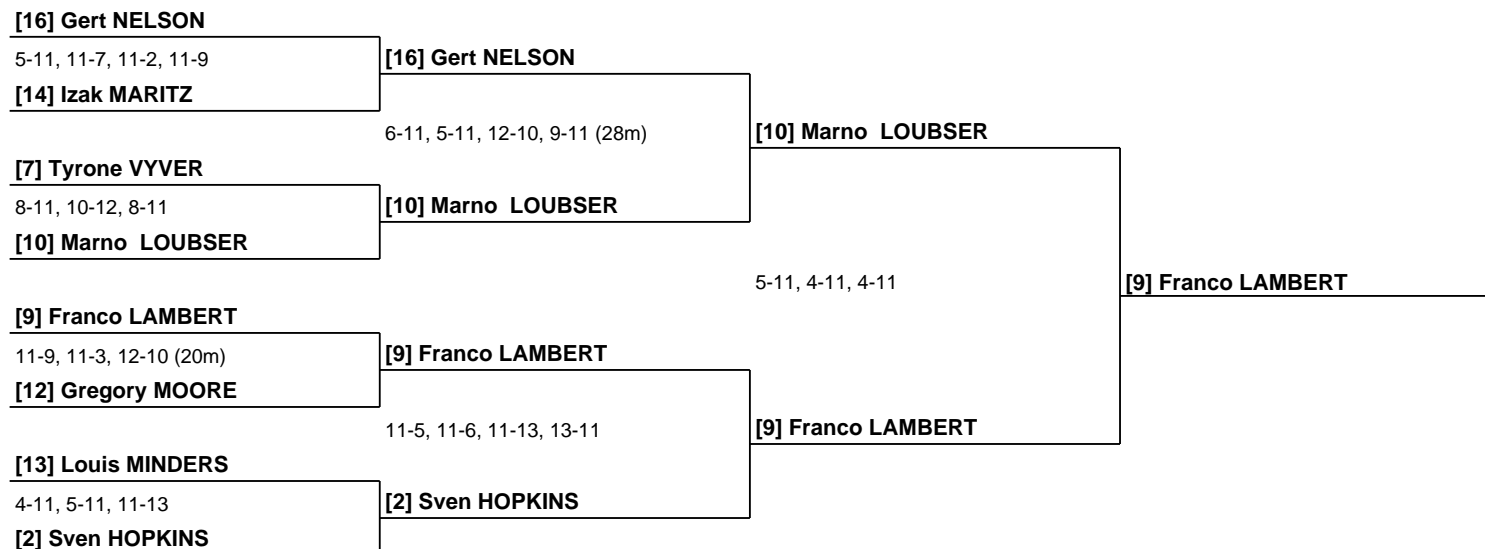 [16] Gert NELSON
5-11, 11-7, 11-2, 11-9
[16] Gert NELSON
[14] Izak MARITZ
6-11, 5-11, 12-10, 9-11 (28m)
[10] Marno  LOUBSER
[7] Tyrone VYVER
8-11, 10-12, 8-11
[10] Marno  LOUBSER
[10] Marno  LOUBSER
5-11, 4-11, 4-11
[9] Franco LAMBERT
[9] Franco LAMBERT
11-9, 11-3, 12-10 (20m)
[9] Franco LAMBERT
[12] Gregory MOORE
11-5, 11-6, 11-13, 13-11
[9] Franco LAMBERT
[13] Louis MINDERS
4-11, 5-11, 11-13
[2] Sven HOPKINS
[2] Sven HOPKINS